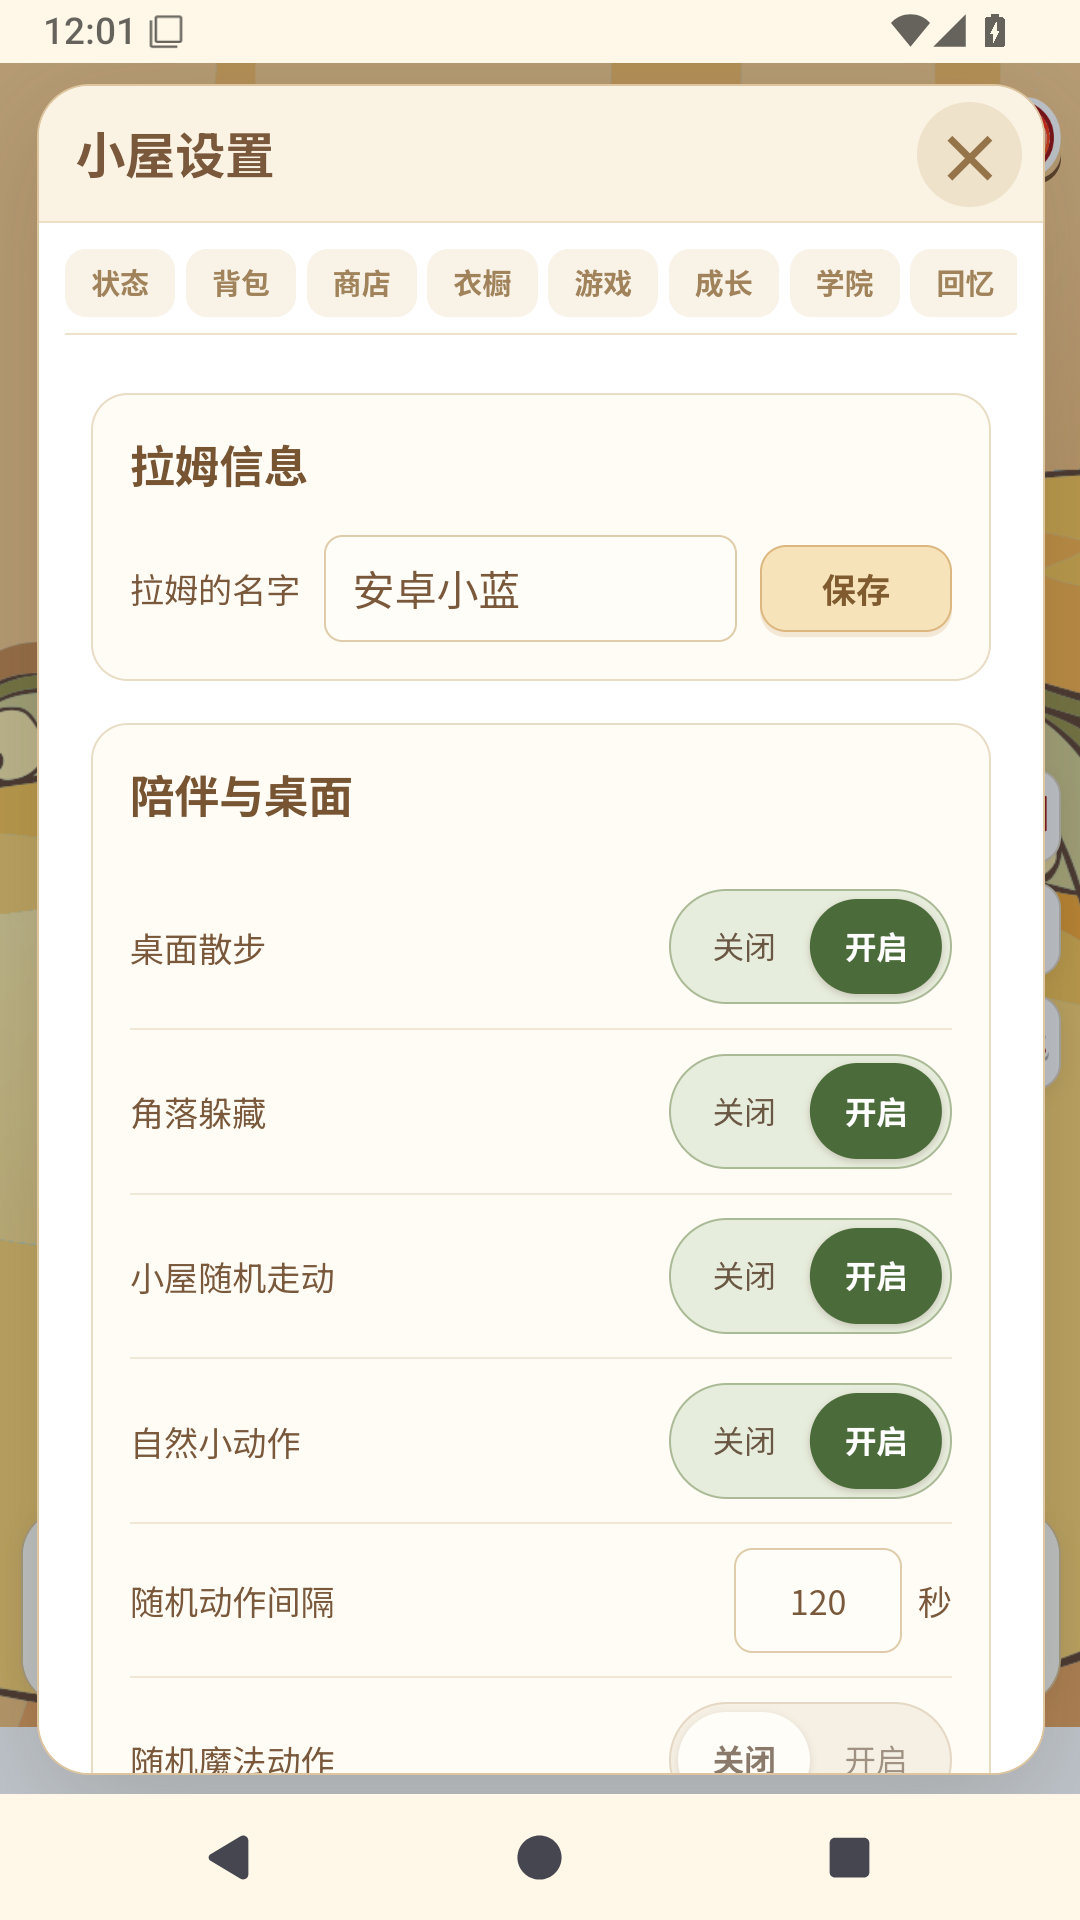 12:01
小屋设置
状态 背包 商店 衣橱 游戏 成长 学院 回忆
拉姆信息
拉姆的名字 安卓小蓝 保存
陪伴与桌面
桌面散步 关闭 开启
角落躲藏 关闭 开启
小屋随机走动 关闭 开启
自然小动作 关闭 开启
随机动作间隔 120 秒
随机魔法动作 关闭 开启